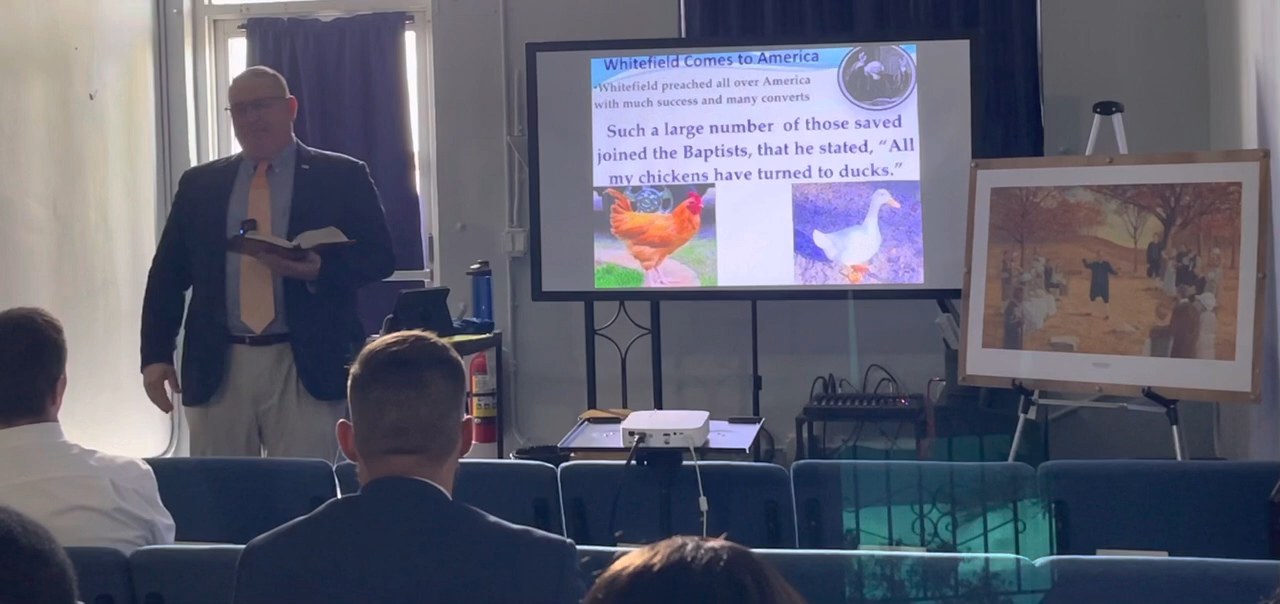 Whitefield Comes to America
•Whitefield preached all over America
with much success and many converts
Such a large number of those saved
joined the Baptists, that he stated, “All
my chickens have turned to ducks.”